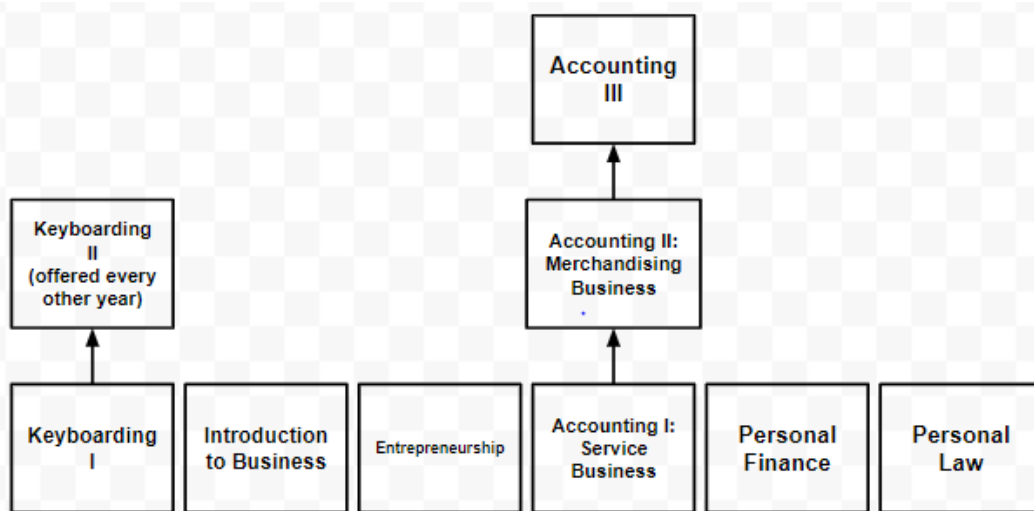 Accounting
III
Keyboarding
II
(offered every
other year)
Accounting II:
Merchandising
Business
Keyboarding
I
Introduction
to Business
Entrepreneurship
Accounting I:
Service
Business
Personal
Finance
Personal
Law